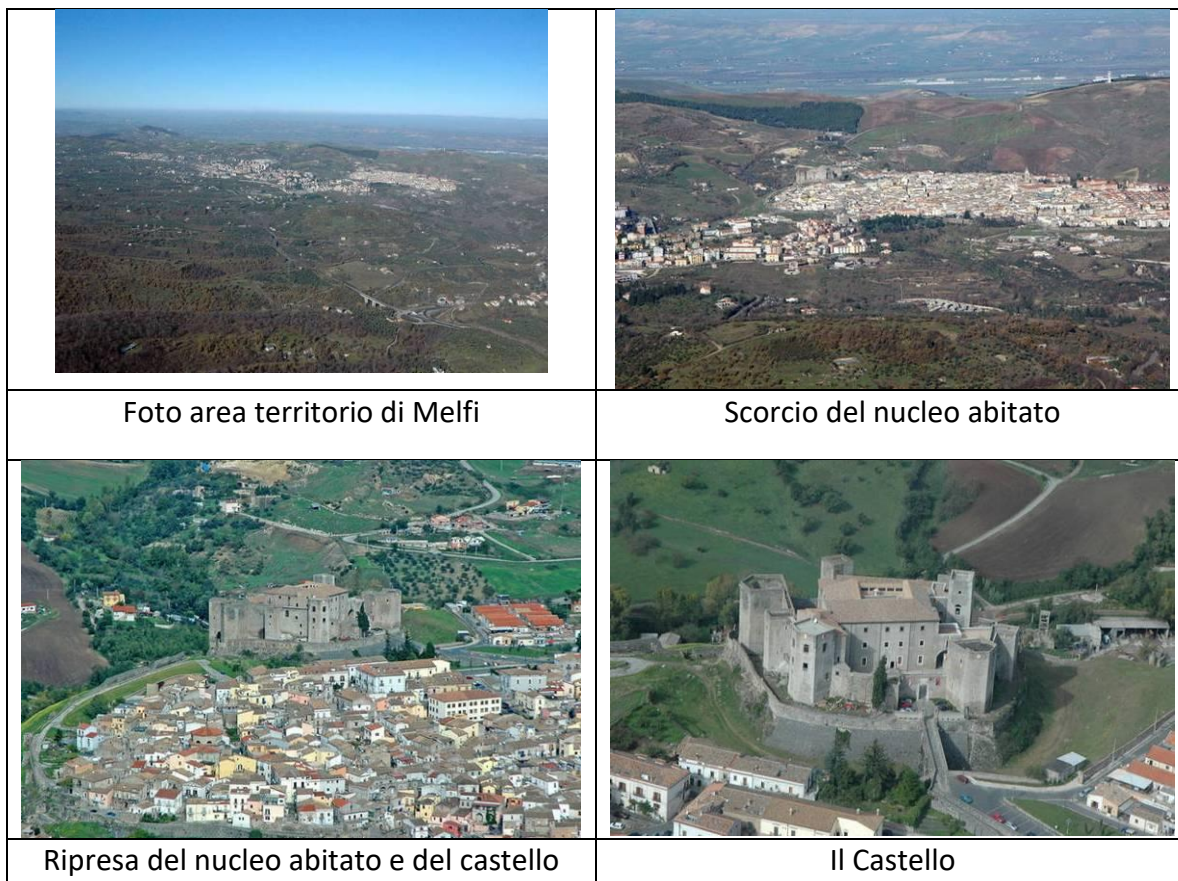 Foto area territorio di Melfi
Scorcio del nucleo abitato
Ripresa del nucleo abitato e del castello
Il Castello